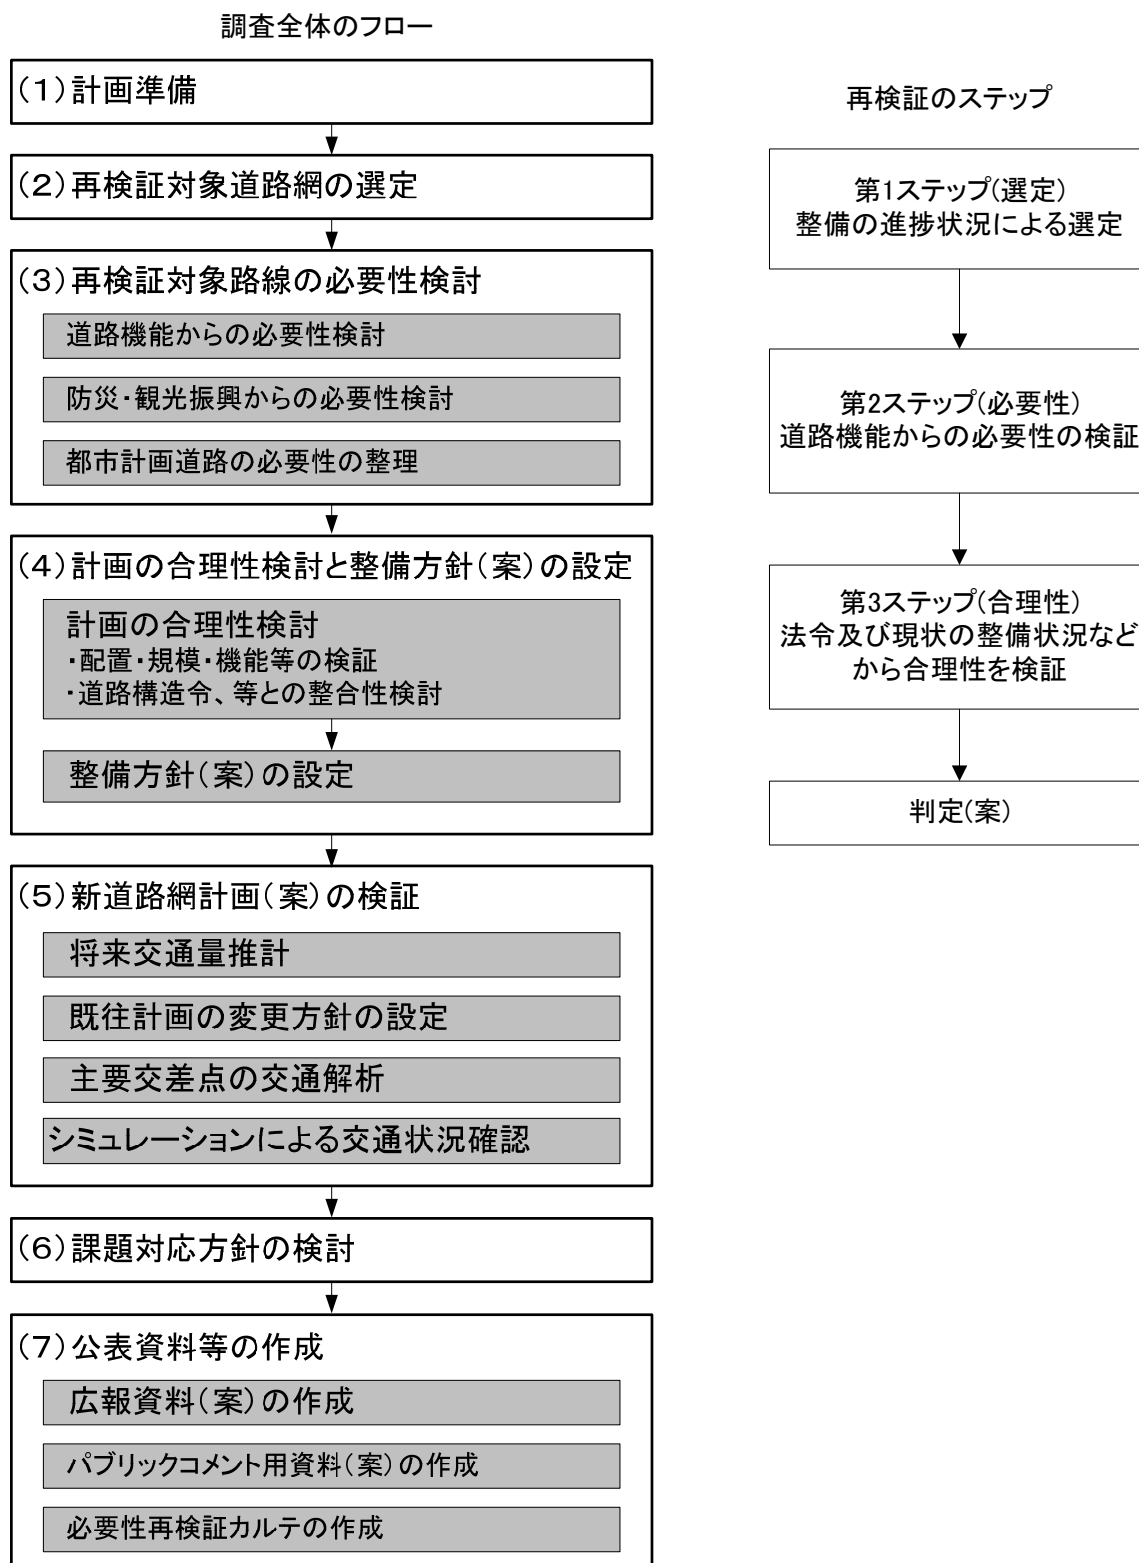 調査全体のフロー
(1)計画準備
(2)再検証対象道路網の選定
(3)再検証対象路線の必要性検討
道路機能からの必要性検討
防災・観光振興からの必要性検討
都市計画道路の必要性の整理
(4)計画の合理性検討と整備方針(案)の設定
計画の合理性検討
・配置・規模・機能等の検証
・道路構造令、等との整合性検討
整備方針(案)の設定
(5)新道路網計画(案)の検証
将来交通量推計
既往計画の変更方針の設定
主要交差点の交通解析
シミュレーションによる交通状況確認
(6)課題対応方針の検討
(7)公表資料等の作成
広報資料(案)の作成
パブリックコメント用資料(案)の作成
必要性再検証カルテの作成
再検証のステップ
第1ステップ(選定)
整備の進捗状況による選定
第2ステップ(必要性)
道路機能からの必要性の検証
第3ステップ(合理性)
法令及び現状の整備状況など
から合理性を検証
判定(案)